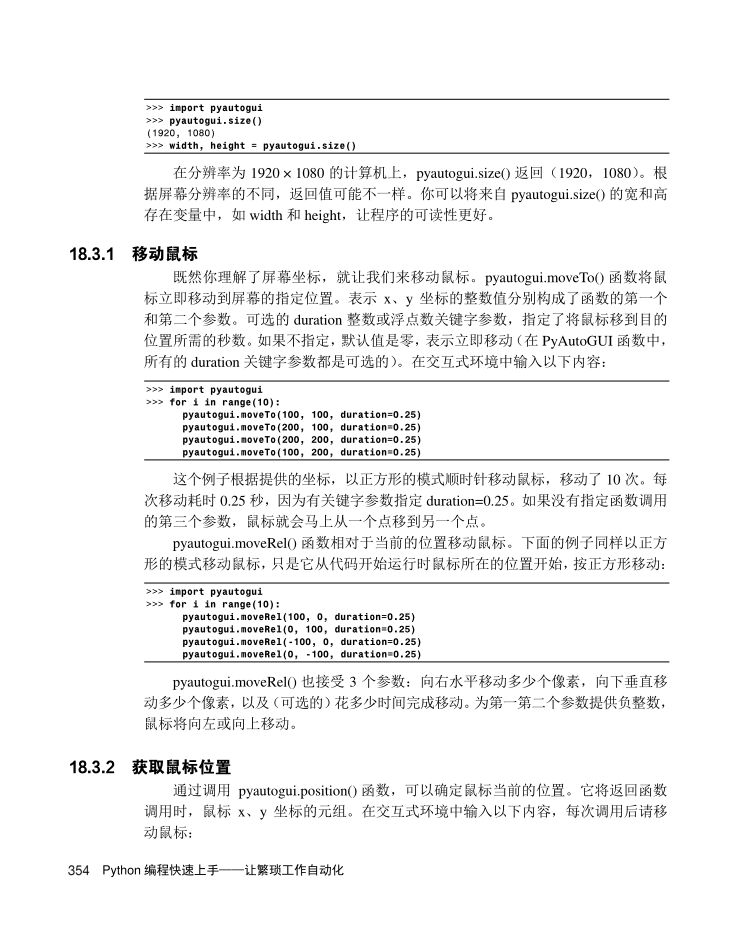 >>> import pyautogui
>>> pyautogui.size()
(1920, 1080)
>>> width, height = pyautogui.size()
在分辨率为 1920 × 1080 的计算机上，pyautogui.size() 返回（1920，1080）。根
据屏幕分辨率的不同，返回值可能不一样。你可以将来自 pyautogui.size() 的宽和高
存在变量中，如 width 和 height，让程序的可读性更好。
18.3.1 移动鼠标
既然你理解了屏幕坐标，就让我们来移动鼠标。pyautogui.moveTo() 函数将鼠
标立即移动到屏幕的指定位置。表示 x、y 坐标的整数值分别构成了函数的第一个
和第二个参数。可选的 duration 整数或浮点数关键字参数，指定了将鼠标移到目的
位置所需的秒数。如果不指定，默认值是零，表示立即移动（在 PyAutoGUI 函数中，
所有的 duration 关键字参数都是可选的）。在交互式环境中输入以下内容：
>>> import pyautogui
>>> for i in range(10):
pyautogui.moveTo(100, 100, duration=0.25)
pyautogui.moveTo(200, 100, duration=0.25)
pyautogui.moveTo(200, 200, duration=0.25)
pyautogui.moveTo(100, 200, duration=0.25)
这个例子根据提供的坐标，以正方形的模式顺时针移动鼠标，移动了 10 次。每
次移动耗时 0.25 秒，因为有关键字参数指定 duration=0.25。如果没有指定函数调用
的第三个参数，鼠标就会马上从一个点移到另一个点。
pyautogui.moveRel() 函数相对于当前的位置移动鼠标。下面的例子同样以正方
形的模式移动鼠标，只是它从代码开始运行时鼠标所在的位置开始，按正方形移动：
>>> import pyautogui
>>> for i in range(10):
pyautogui.moveRel(100, 0, duration=0.25)
pyautogui.moveRel(0, 100, duration=0.25)
pyautogui.moveRel(-100, 0, duration=0.25)
pyautogui.moveRel(0, -100, duration=0.25)
pyautogui.moveRel() 也接受 3 个参数：向右水平移动多少个像素，向下垂直移
动多少个像素，以及（可选的）花多少时间完成移动。为第一第二个参数提供负整数，
鼠标将向左或向上移动。
18.3.2 获取鼠标位置
通过调用 pyautogui.position() 函数，可以确定鼠标当前的位置。它将返回函数
调用时，鼠标 x、y 坐标的元组。在交互式环境中输入以下内容，每次调用后请移
动鼠标：
354 Python 编程快速上手——让繁琐工作自动化